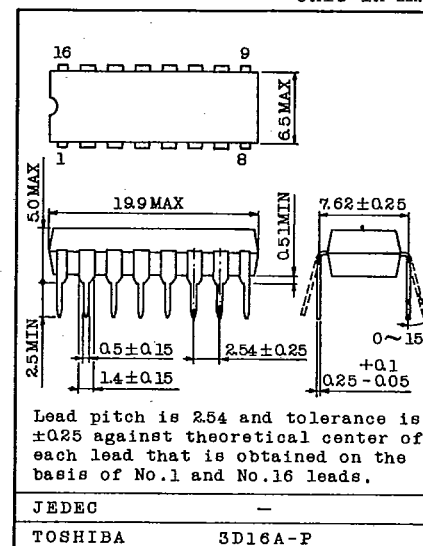 16 9
6.5MAX
1 8
5.0MAX
19.9MAX
0.51MIN
7.62±0.25
2.5MIN
0.5±0.15
2.54±0.25
1.4±0.15
0~15
+0.1
0.25-0.05
Lead pitch is 2.54 and tolerance is
±0.25 against theoretical center of
each lead that is obtained on the
basis of No.1 and No.16 leads.
JEDEC —
TOSHIBA 3D16A-P